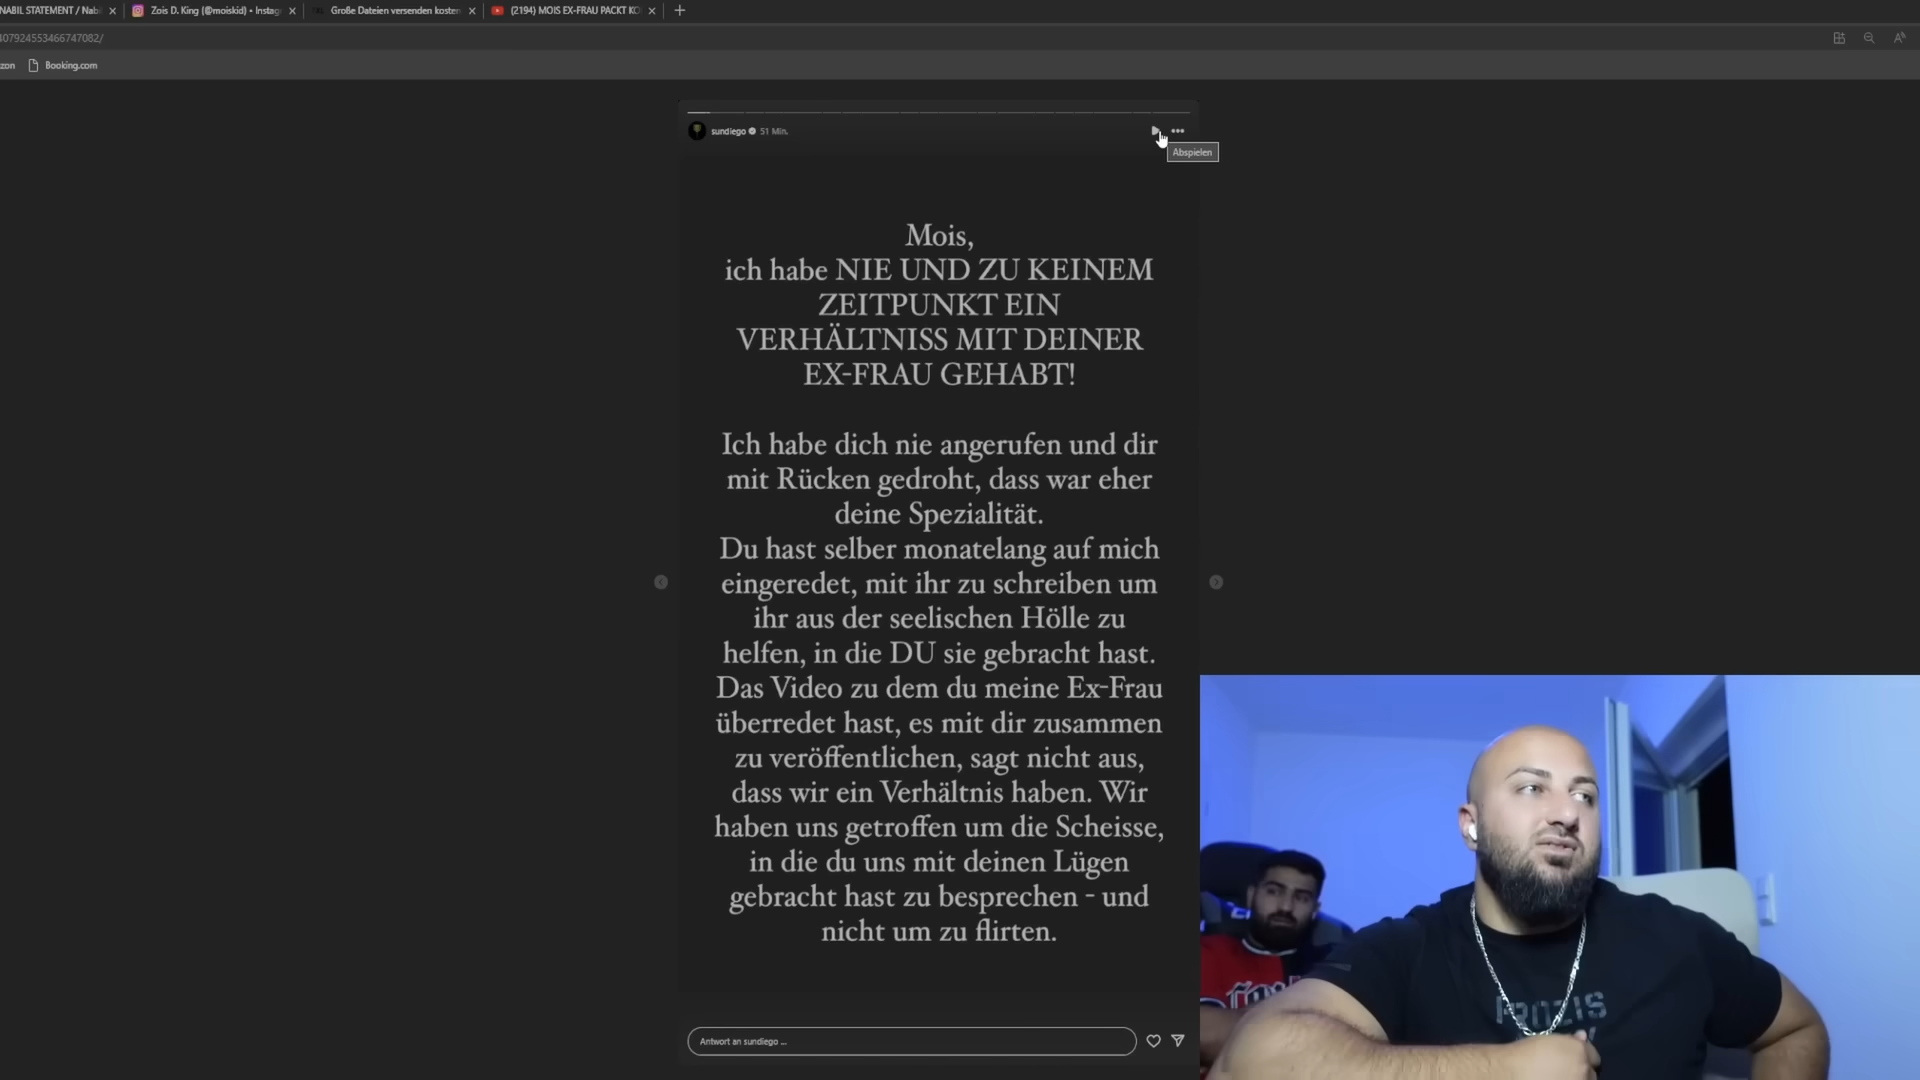 NABIL STATEMENT / Nabi
Zois D. King (@moiskid) • Instag
Große Dateien versenden kosten
(2194) MOIS EX-FRAU PACKT KO
407924553466747082/
zon
Booking.com
sundiego 51 Min.
Abspielen
Mois,
ich habe NIE UND ZU KEINEM
ZEITPUNKT EIN
VERHÄLTNISS MIT DEINER
EX-FRAU GEHABT!
Ich habe dich nie angerufen und dir
mit Rücken gedroht, dass war eher
deine Spezialität.
Du hast selber monatelang auf mich
eingeredet, mit ihr zu schreiben um
ihr aus der seelischen Hölle zu
helfen, in die DU sie gebracht hast.
Das Video zu dem du meine Ex-Frau
überredet hast, es mit dir zusammen
zu veröffentlichen, sagt nicht aus,
dass wir ein Verhältnis haben. Wir
haben uns getroffen um die Scheisse,
in die du uns mit deinen Lügen
gebracht hast zu besprechen - und
nicht um zu flirten.
Antwort an sundiego ...